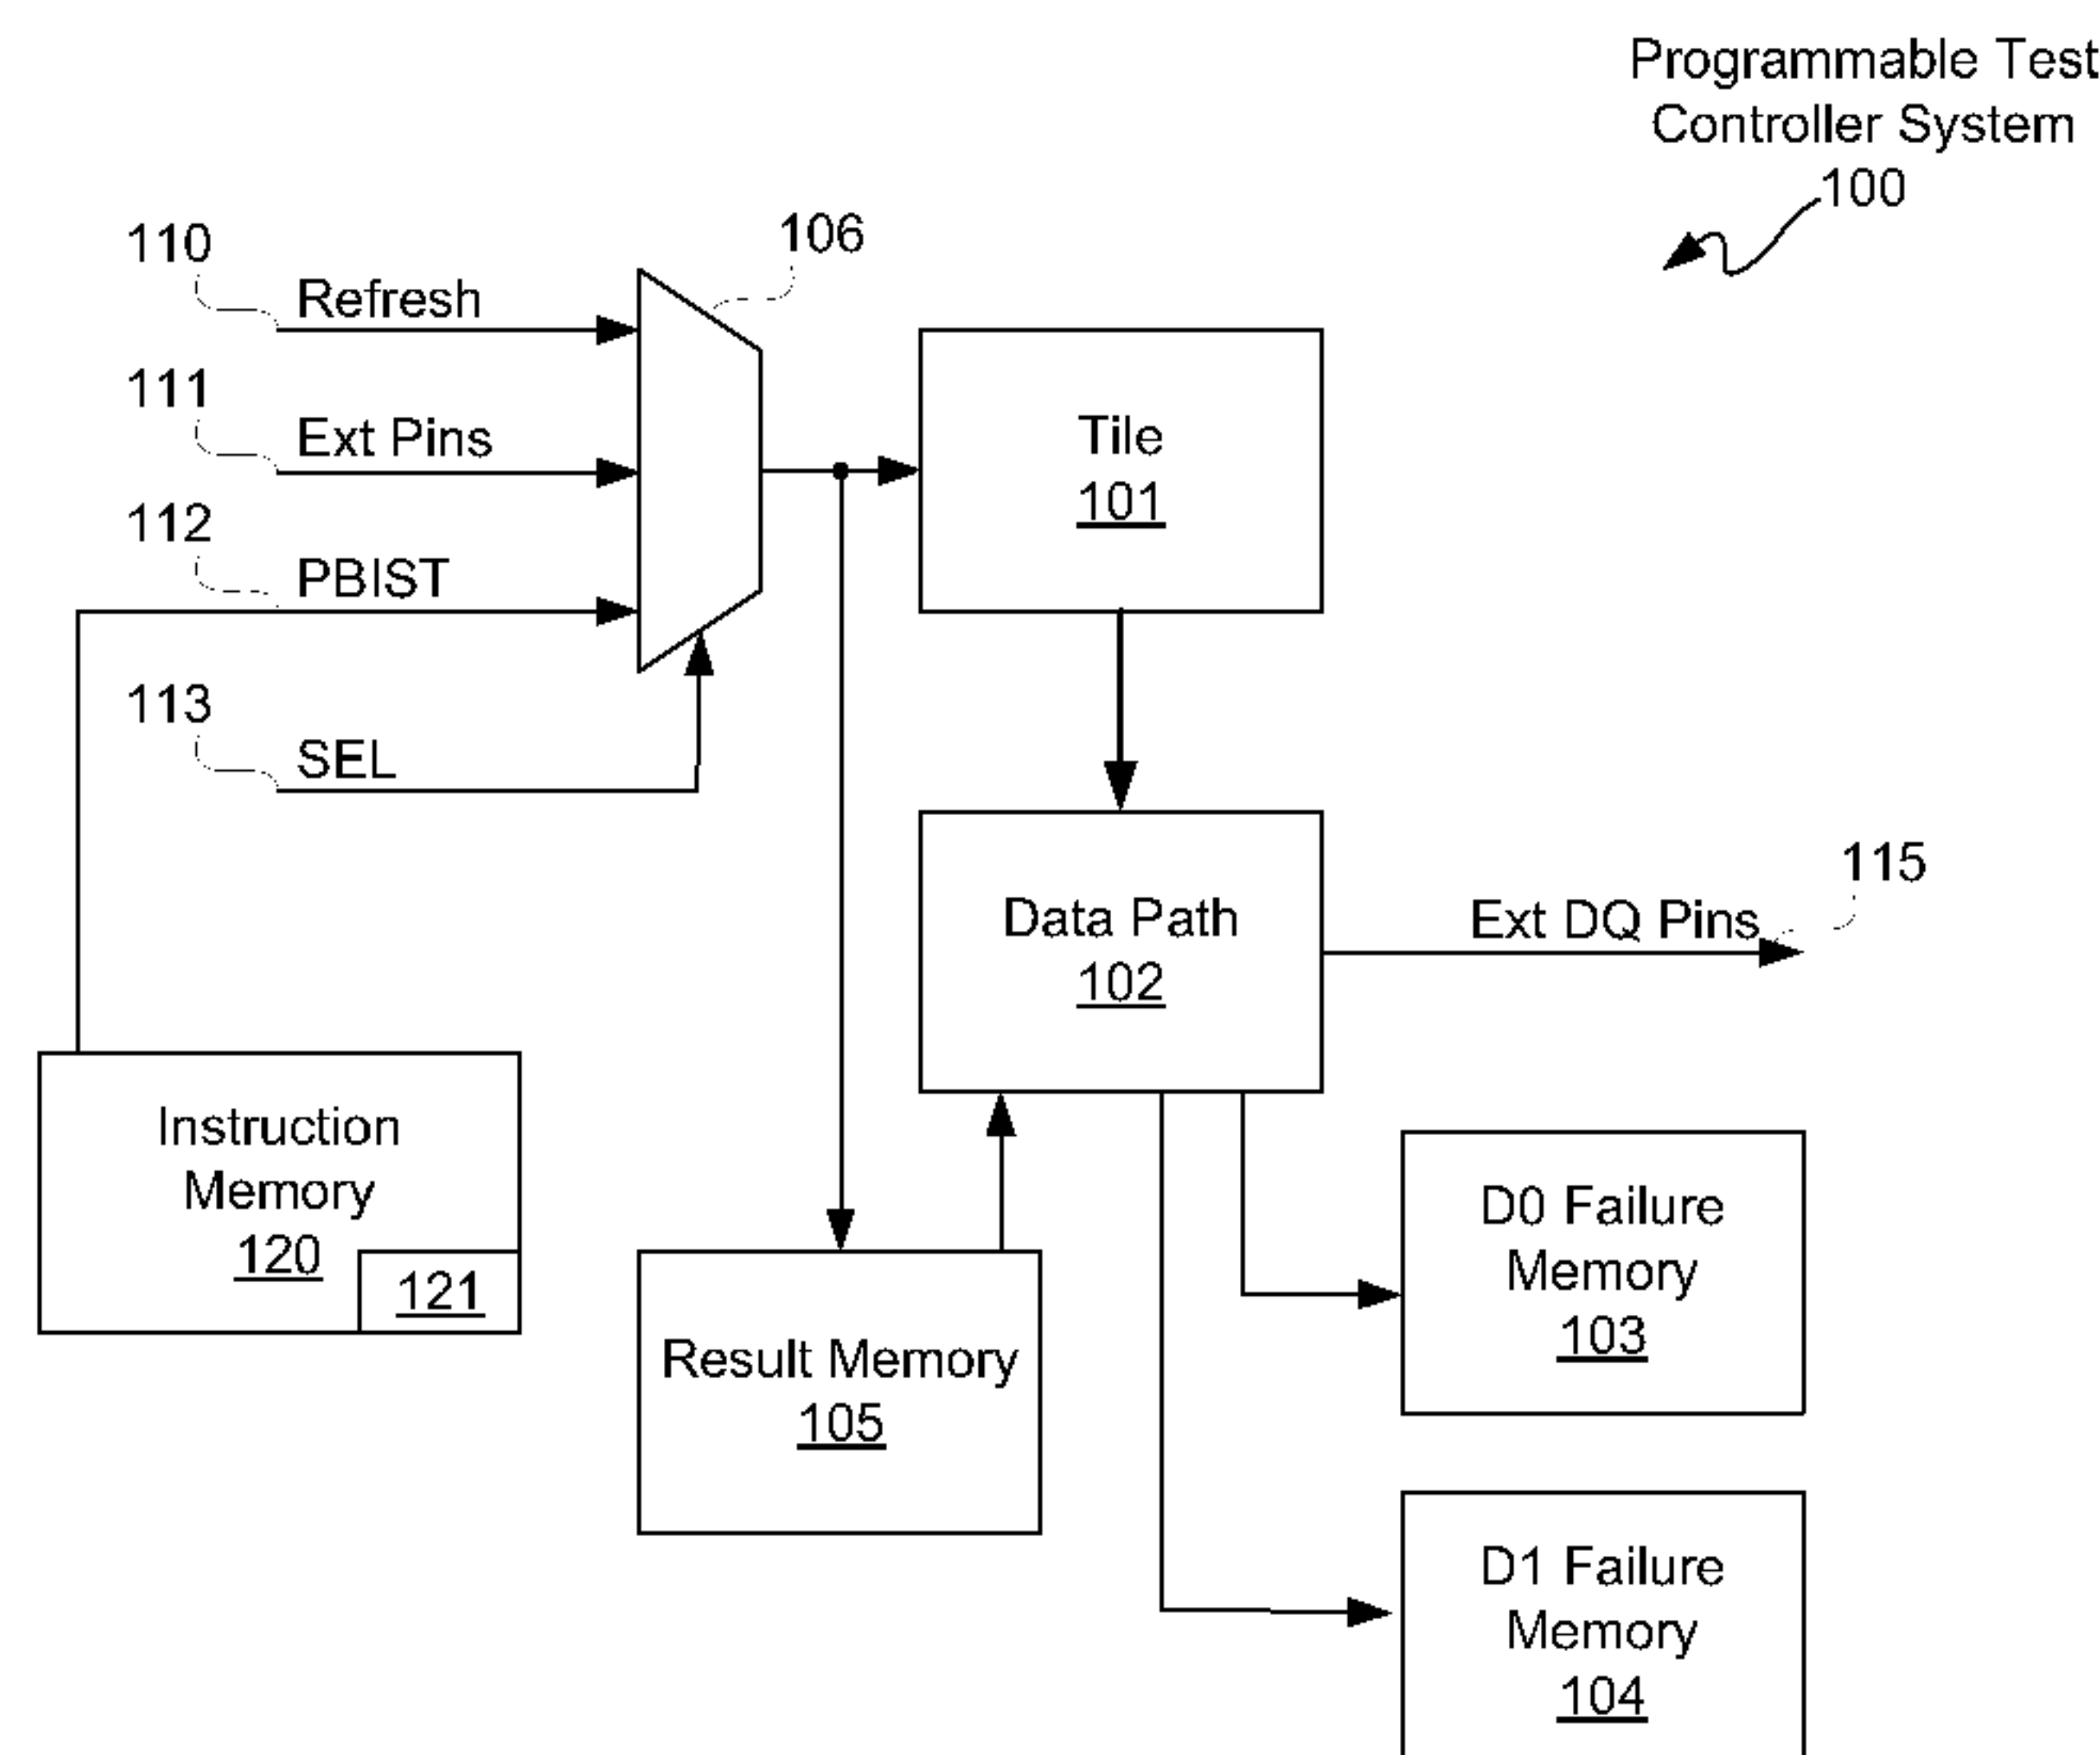 Programmable Test
Controller System
100
106
110
Refresh
111
Ext Pins
112
PBIST
113
SEL
Tile
101
Data Path
102
115
Ext DQ Pins
Instruction
Memory
120
121
Result Memory
105
D0 Failure
Memory
103
D1 Failure
Memory
104